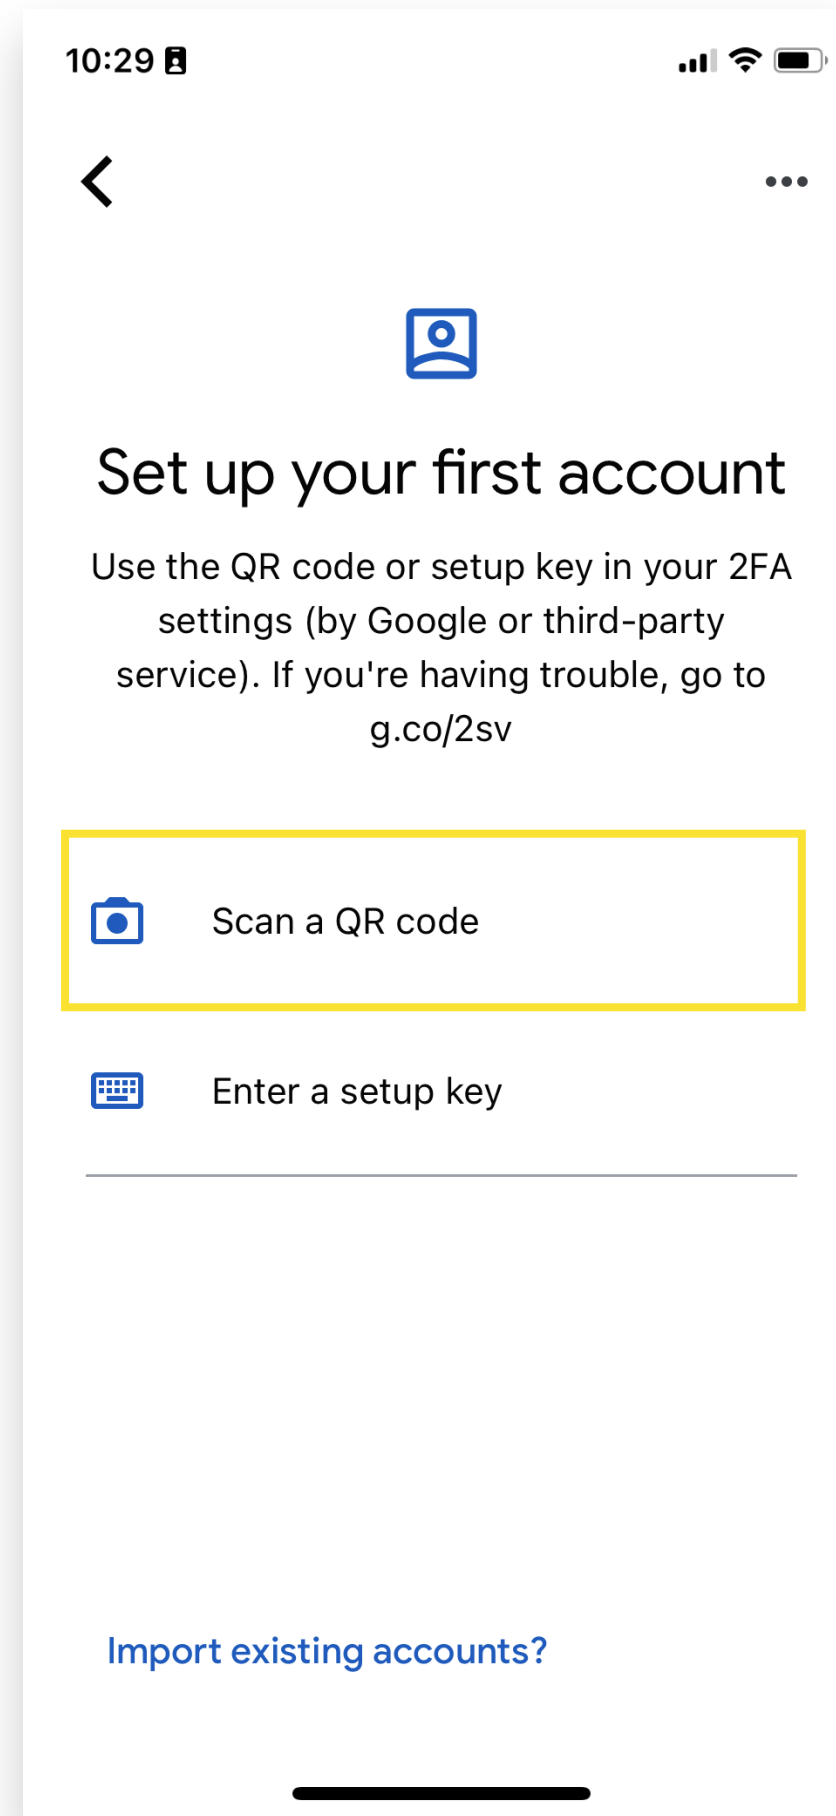 10:29
Set up your first account
Use the QR code or setup key in your 2FA
settings (by Google or third-party
service). If you're having trouble, go to
g.co/2sv
Scan a QR code
Enter a setup key
Import existing accounts?